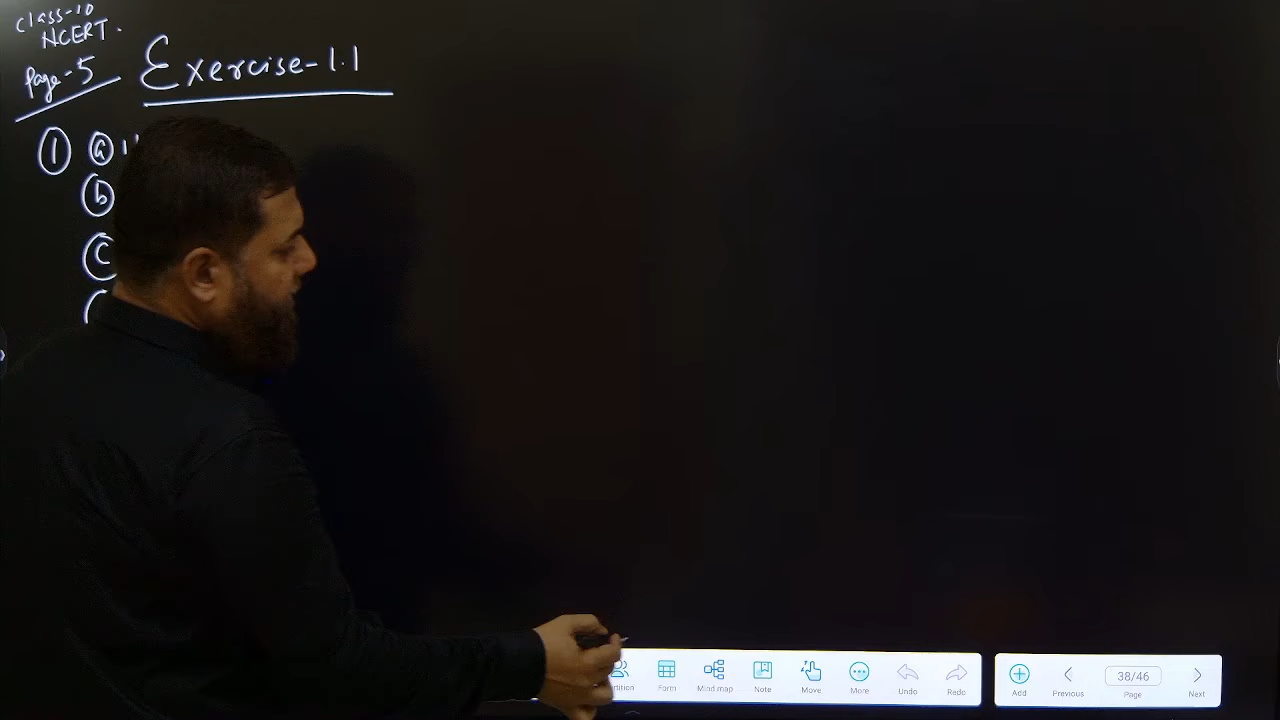 Class-10
NCERT.
Page-5
Exercise-1.1
① ⓐ
ⓑ
ⓒ
Form
Mind map
Note
Move
More
Undo
Redo
Add
Previous
38/46
Page
Next